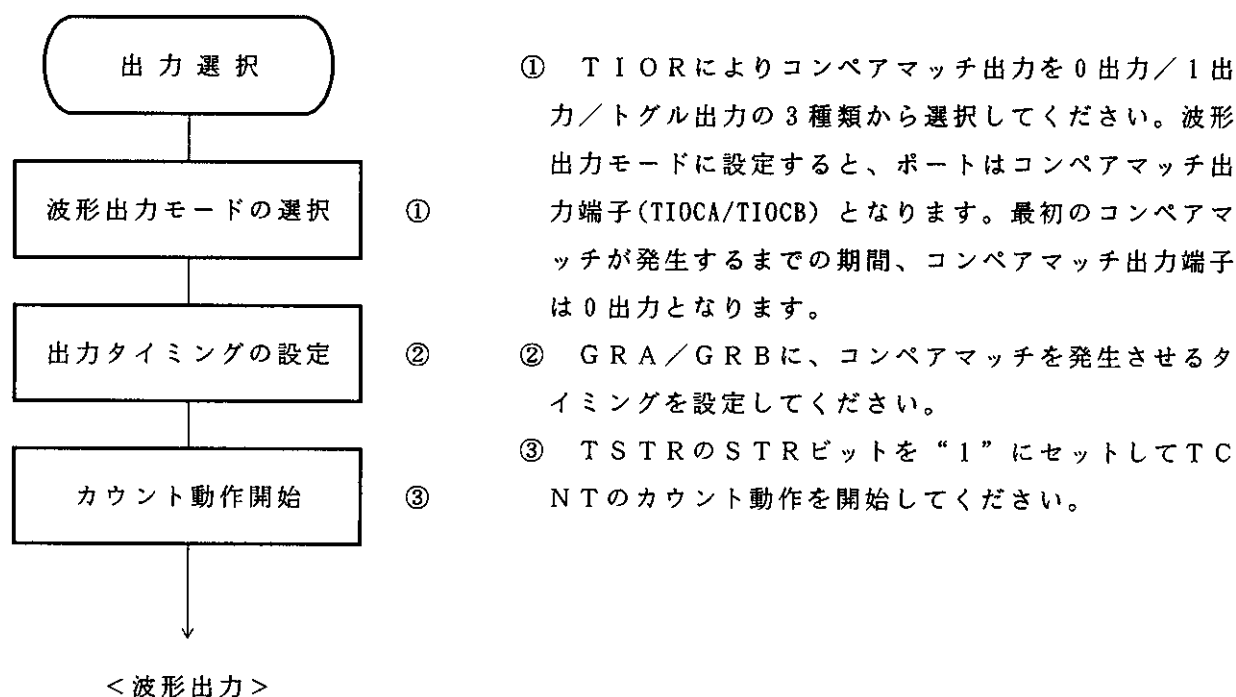 出力選択
波形出力モードの選択 ①
出力タイミングの設定 ②
カウント動作開始 ③
<波形出力>
① TIORによりコンペアマッチ出力を0出力/1出
力/トグル出力の3種類から選択してください。波形
出力モードに設定すると、ポートはコンペアマッチ出
力端子(TIOCA/TIOCB) となります。最初のコンペアマ
ッチが発生するまでの期間、コンペアマッチ出力端子
は0出力となります。
② GRA/GRBに、コンペアマッチを発生させるタ
イミングを設定してください。
③ TSTRのSTRビットを“1”にセットしてTC
NTのカウント動作を開始してください。